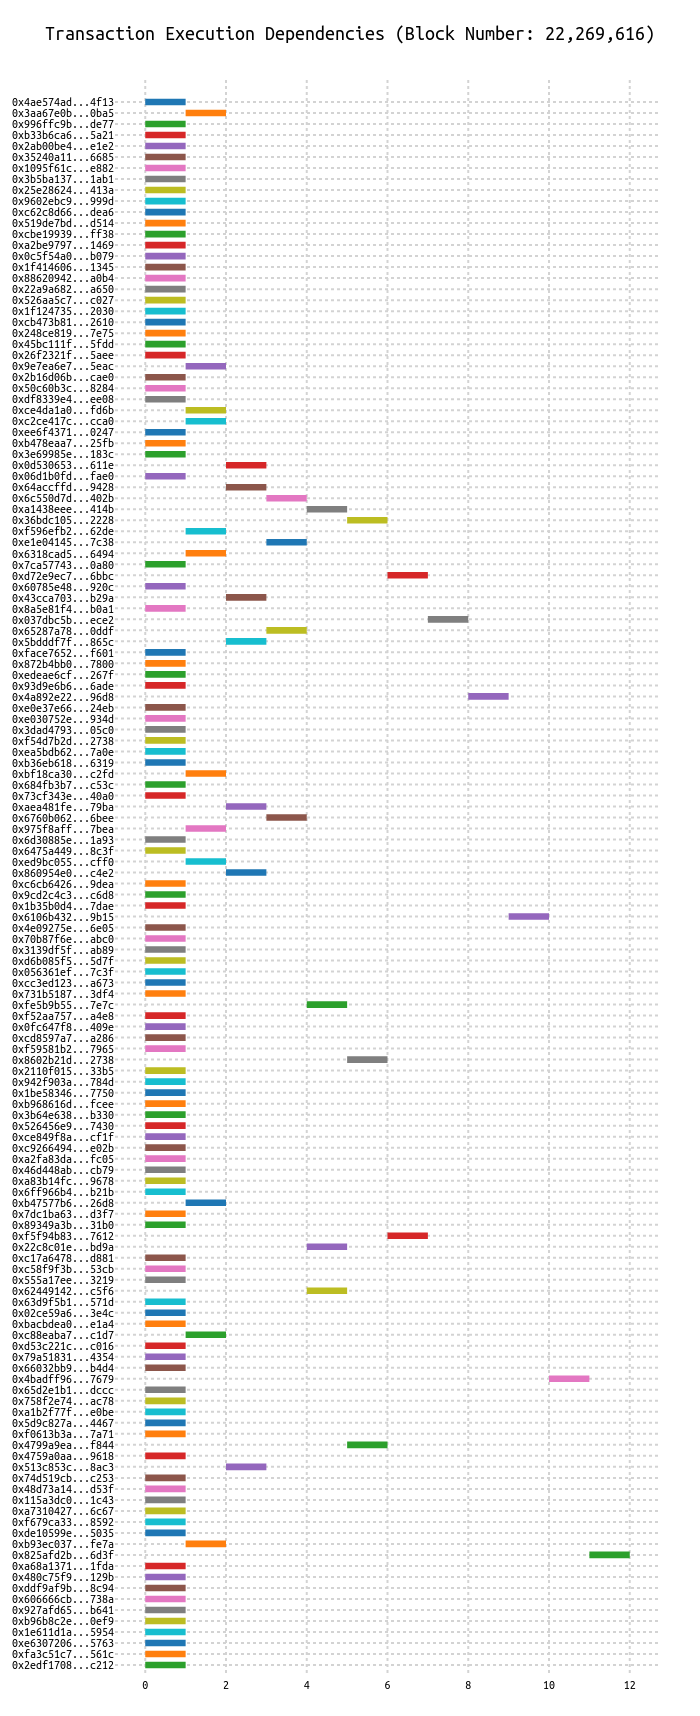 Transaction Execution Dependencies (Block Number: 22,269,616)
0x4ae574ad...4f13
0x3aa67e0b...0ba5
0x996ffc9b...de77
0xb33b6ca6...5a21
0x2ab00be4...e1e2
0x35240a11...6685
0x1095f61c...e882
0x3b5ba137...1ab1
0x25e28624...413a
0x9602ebc9...999d
0xc62c8d66...dea6
0x519de7bd...d514
0xcbe19939...ff38
0xa2be9797...1469
0x0c5f54a0...b079
0x1f414606...1345
0x88620942...a0b4
0x22a9a682...a650
0x526aa5c7...c027
0x1f124735...2030
0xcb473b81...2610
0x248ce819...7e75
0x45bc111f...5fdd
0x26f2321f...5aee
0x9e7ea6e7...5eac
0x2b16d06b...cae0
0x50c60b3c...8284
0xdf8339e4...ee08
0xce4da1a0...fd6b
0xc2ce417c...cca0
0xee6f4371...0247
0xb478eaa7...25fb
0x3e69985e...183c
0x0d530653...611e
0x06d1b0fd...fae0
0x64accffd...9428
0x6c550d7d...402b
0xa1438eee...414b
0x36bdc105...2228
0xf596efb2...62de
0xe1e04145...7c38
0x6318cad5...6494
0x7ca57743...0a80
0xd72e9ec7...6bbc
0x60785e48...920c
0x43cca703...b29a
0x8a5e81f4...b0a1
0x037dbc5b...ece2
0x65287a78...0ddf
0x5bdddf7f...865c
0xface7652...f601
0x872b4bb0...7800
0xedeae6cf...267f
0x93d9e6b6...6ade
0x4a892e22...96d8
0xe0e37e66...24eb
0xe030752e...934d
0x3dad4793...05c0
0xf54d7b2d...2738
0xea5bdb62...7a0e
0xb36eb618...6319
0xbf18ca30...c2fd
0x684fb3b7...c53c
0x73cf343e...40a0
0xaea481fe...79ba
0x6760b062...6bee
0x975f8aff...7bea
0x6d30885e...1a93
0x6475a449...8c3f
0xed9bc055...cff0
0x860954e0...c4e2
0xc6cb6426...9dea
0x9cd2c4c3...c6d8
0x1b35b0d4...7dae
0x6106b432...9b15
0x4e09275e...6e05
0x70b87f6e...abc0
0x3139df5f...ab89
0xd6b085f5...5d7f
0x056361ef...7c3f
0xcc3ed123...a673
0x731b5187...3df4
0xfe5b9b55...7e7c
0xf52aa757...a4e8
0x0fc647f8...409e
0xcd8597a7...a286
0xf59581b2...7965
0x8602b21d...2738
0x2110f015...33b5
0x942f903a...784d
0x1be58346...7750
0xb968616d...fcee
0x3b64e638...b330
0x526456e9...7430
0xce849f8a...cf1f
0xc9266494...e02b
0xa2fa83da...fc05
0x46d448ab...cb79
0xa83b14fc...9678
0x6ff966b4...b21b
0xb47577b6...26d8
0x7dc1ba63...d3f7
0x89349a3b...31b0
0xf5f94b83...7612
0x22c8c01e...bd9a
0xc17a6478...d881
0xc58f9f3b...53cb
0x555a17ee...3219
0x62449142...c5f6
0x63d9f5b1...571d
0x02ce59a6...3e4c
0xbacbdea0...e1a4
0xc88eaba7...c1d7
0xd53c221c...c016
0x79a51831...4354
0x66032bb9...b4d4
0x4badff96...7679
0x65d2e1b1...dccc
0x758f2e74...ac78
0xa1b2f77f...e0be
0x5d9c827a...4467
0xf0613b3a...7a71
0x4799a9ea...f844
0x4759a0aa...9618
0x513c853c...8ac3
0x74d519cb...c253
0x48d73a14...d53f
0x115a3dc0...1c43
0xa7310427...6c67
0xf679ca33...8592
0xde10599e...5035
0xb93ec037...fe7a
0x825afd2b...6d3f
0xa68a1371...1fda
0x480c75f9...129b
0xddf9af9b...8c94
0x606666cb...738a
0x927afd65...b641
0xb96b8c2e...0ef9
0x1e611d1a...5954
0xe6307206...5763
0xfa3c51c7...561c
0x2edf1708...c212
0 2 4 6 8 10 12